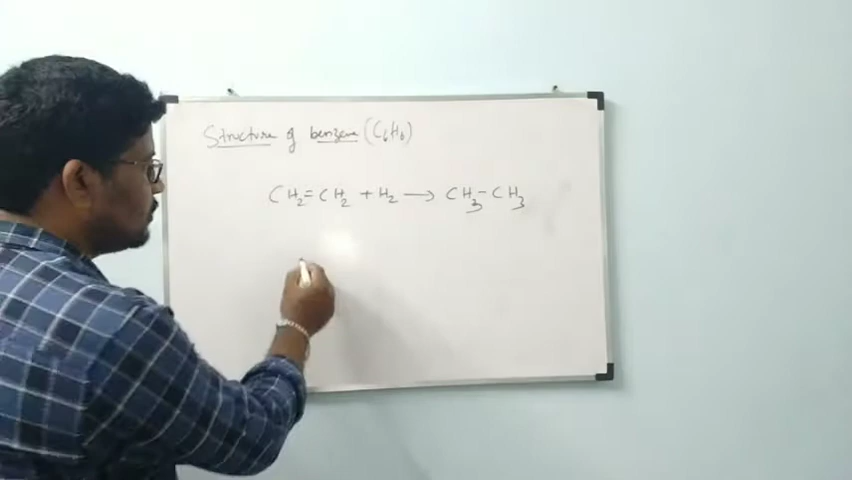 Structure of benzene (C6H6)
CH2=CH2 + H2 → CH3-CH3